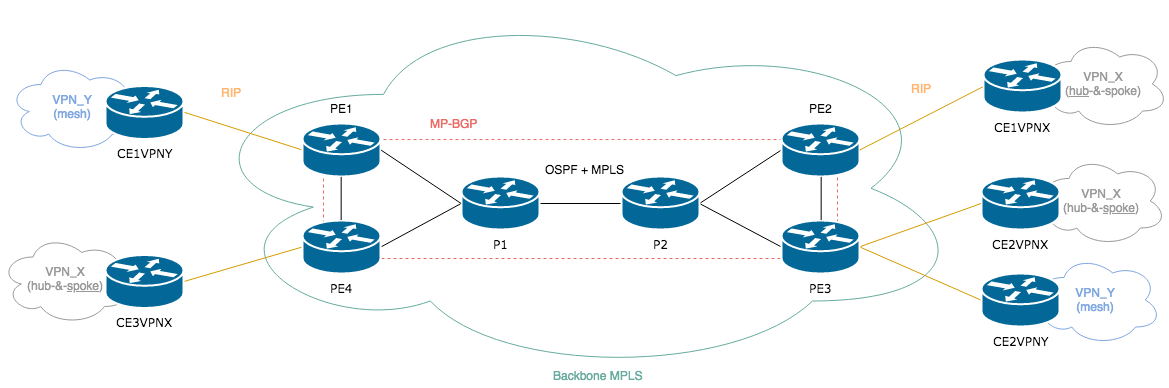 RIP
PE1
MP-BGP
PE2
RIP
VPN_X
(hub-&-spoke)
VPN_Y
(mesh)
CE1VPNY
CE1VPNX
OSPF + MPLS
VPN_X
(hub-&-spoke)
P1
P2
CE2VPNX
VPN_X
(hub-&-spoke)
PE4
PE3
CE3VPNX
VPN_Y
(mesh)
CE2VPNY
Backbone MPLS